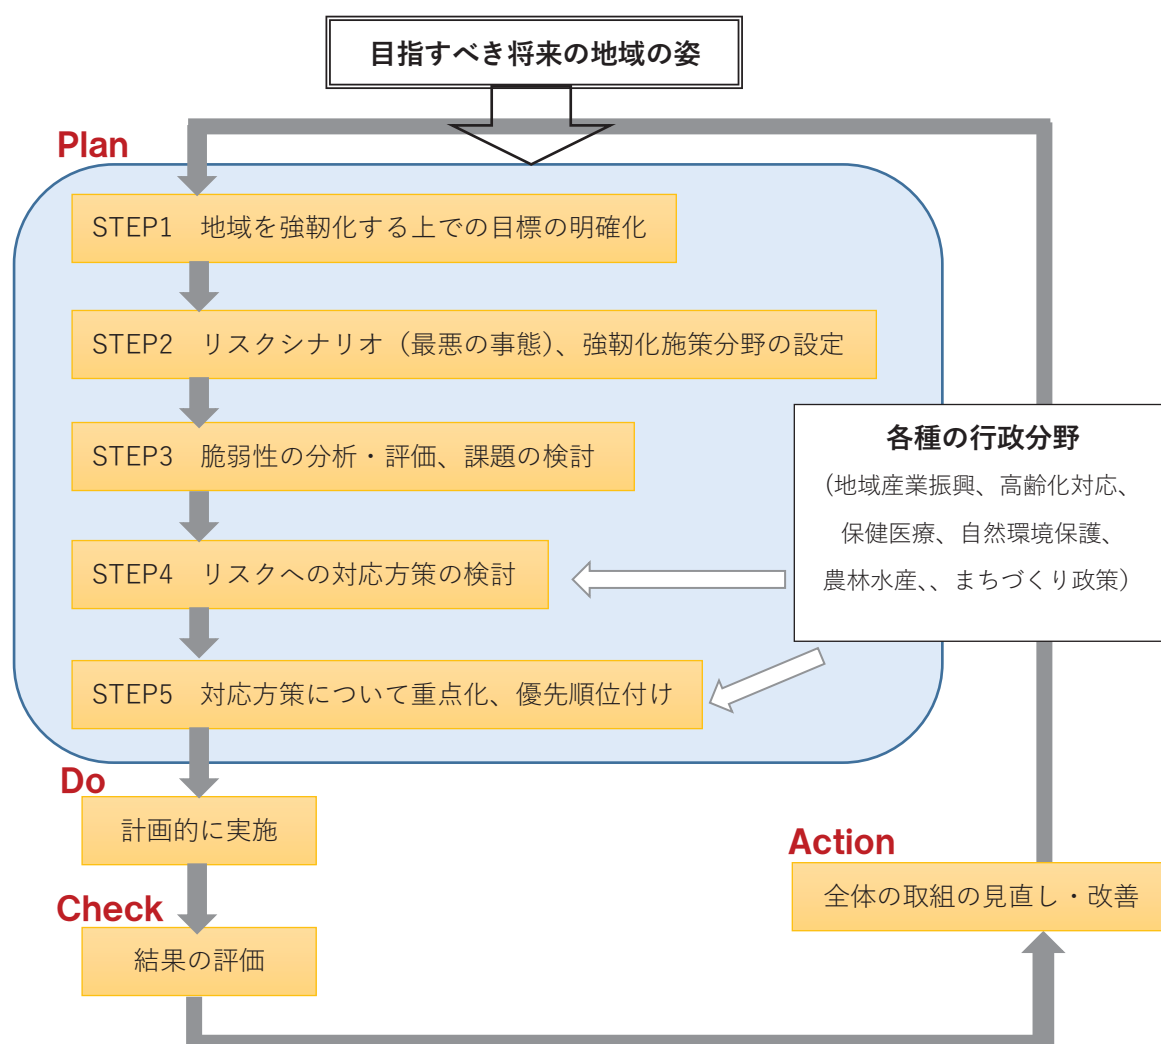 目指すべき将来の地域の姿
Plan
STEP1 地域を強靭化する上での目標の明確化
STEP2 リスクシナリオ（最悪の事態）、強靭化施策分野の設定
STEP3 脆弱性の分析・評価、課題の検討
STEP4 リスクへの対応方策の検討
STEP5 対応方策について重点化、優先順位付け
各種の行政分野
（地域産業振興、高齢化対応、
保健医療、自然環境保護、
農林水産、、まちづくり政策）
Do
計画的に実施
Check
結果の評価
Action
全体の取組の見直し・改善